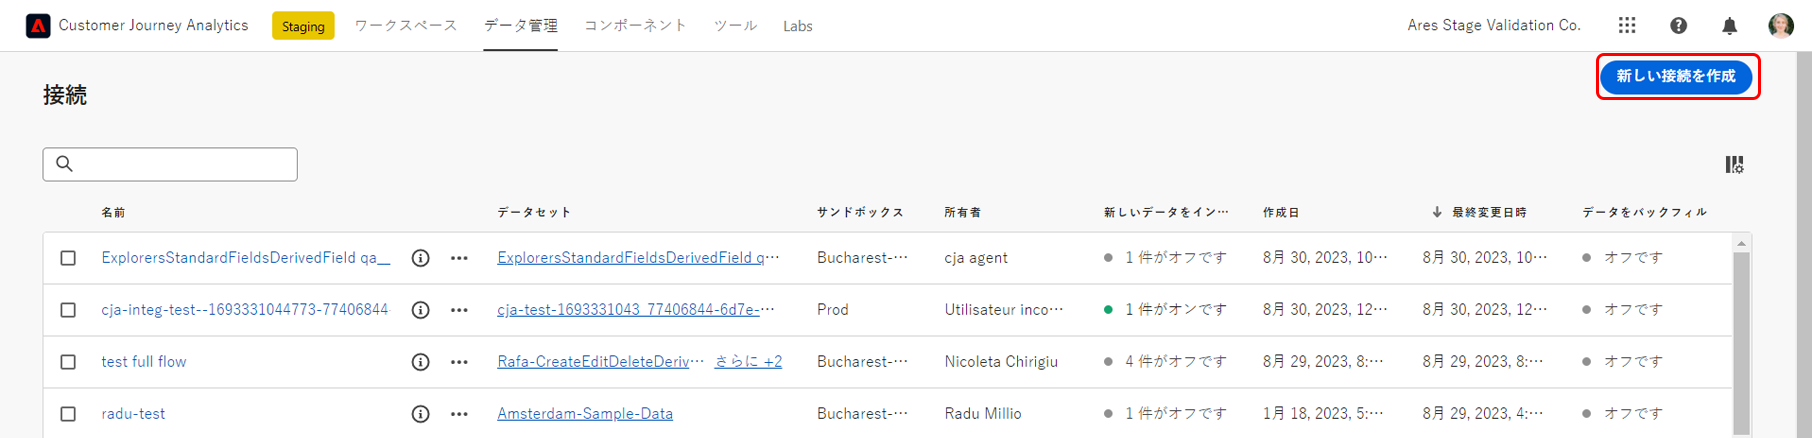 Customer Journey Analytics Staging ワークスペース データ管理 コンポーネント ツール Labs Ares Stage Validation Co.
新しい接続を作成
接続
名前 データセット サンドボックス 所有者 新しいデータをイン… 作成日 最終変更日時 データをバックフィル
ExplorersStandardFieldsDerivedField qa__ ExplorersStandardFieldsDerivedField q… Bucharest-… cja agent 1 件がオフです 8月 30, 2023, 10… 8月 30, 2023, 10… オフです
cja-integ-test--1693331044773-77406844 cja-test-1693331043_77406844-6d7e-… Prod Utilisateur inco… 1 件がオンです 8月 30, 2023, 12… 8月 30, 2023, 12… オフです
test full flow Rafa-CreateEditDeleteDeriv… さらに +2 Bucharest-… Nicoleta Chirigiu 4 件がオフです 8月 29, 2023, 8:… 8月 29, 2023, 8:… オフです
radu-test Amsterdam-Sample-Data Bucharest-… Radu Millio 1 件がオフです 1月 18, 2023, 5:… 8月 29, 2023, 4:… オフです